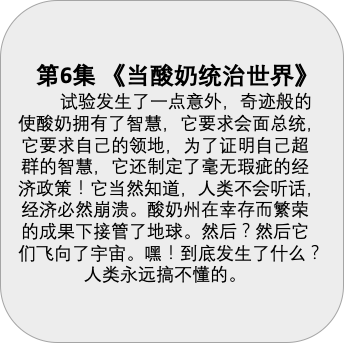 第6集 《当酸奶统治世界》
试验发生了一点意外，奇迹般的
使酸奶拥有了智慧，它要求会面总统，
它要求自己的领地，为了证明自己超
群的智慧，它还制定了毫无瑕疵的经
济政策！它当然知道，人类不会听话，
经济必然崩溃。酸奶州在幸存而繁荣
的成果下接管了地球。然后？然后它
们飞向了宇宙。嘿！到底发生了什么？
人类永远搞不懂的。